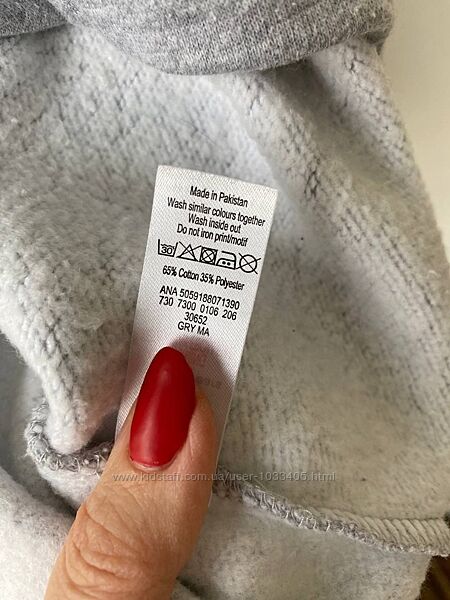 Made in Pakistan
Wash similar colours together
Wash inside out
Do not iron print/motif
30
65% Cotton 35% Polyester
ANA 5059186071390
730 7300 0106 206
30652
GRY MA
www.kidstaff.com.ua/user-1033405.html